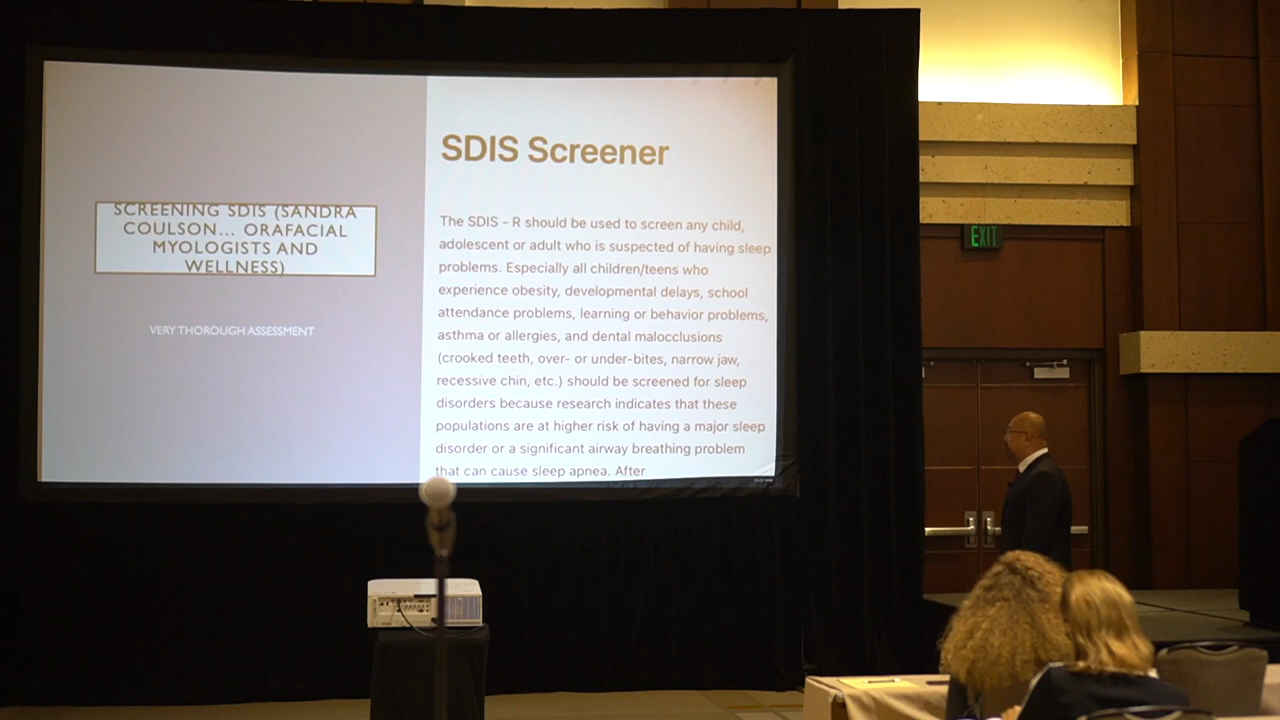 SCREENING SDIS (SANDRA
COULSON... ORAFACIAL
MYOLOGISTS AND
WELLNESS)
VERY THOROUGH ASSESSMENT
SDIS Screener
The SDIS - R should be used to screen any child,
adolescent or adult who is suspected of having sleep
problems. Especially all children/teens who
experience obesity, developmental delays, school
attendance problems, learning or behavior problems,
asthma or allergies, and dental malocclusions
(crooked teeth, over- or under-bites, narrow jaw,
recessive chin, etc.) should be screened for sleep
disorders because research indicates that these
populations are at higher risk of having a major sleep
disorder or a significant airway breathing problem
that can cause sleep apnea. After
EXIT